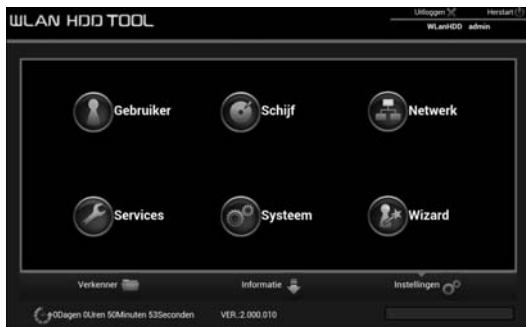 WLAN HDD TOOL
Uitloggen Herstart
WLanHDD admin
Gebruiker Schijf Netwerk
Services Systeem Wizard
Verkenner Informatie Instellingen
0Dagen 0Uren 50Minuten 53Seconden VER.:2.000.010